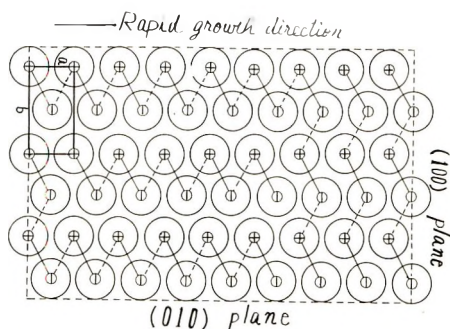 Rapid growth direction
a
b
(100) plane
(010) plane